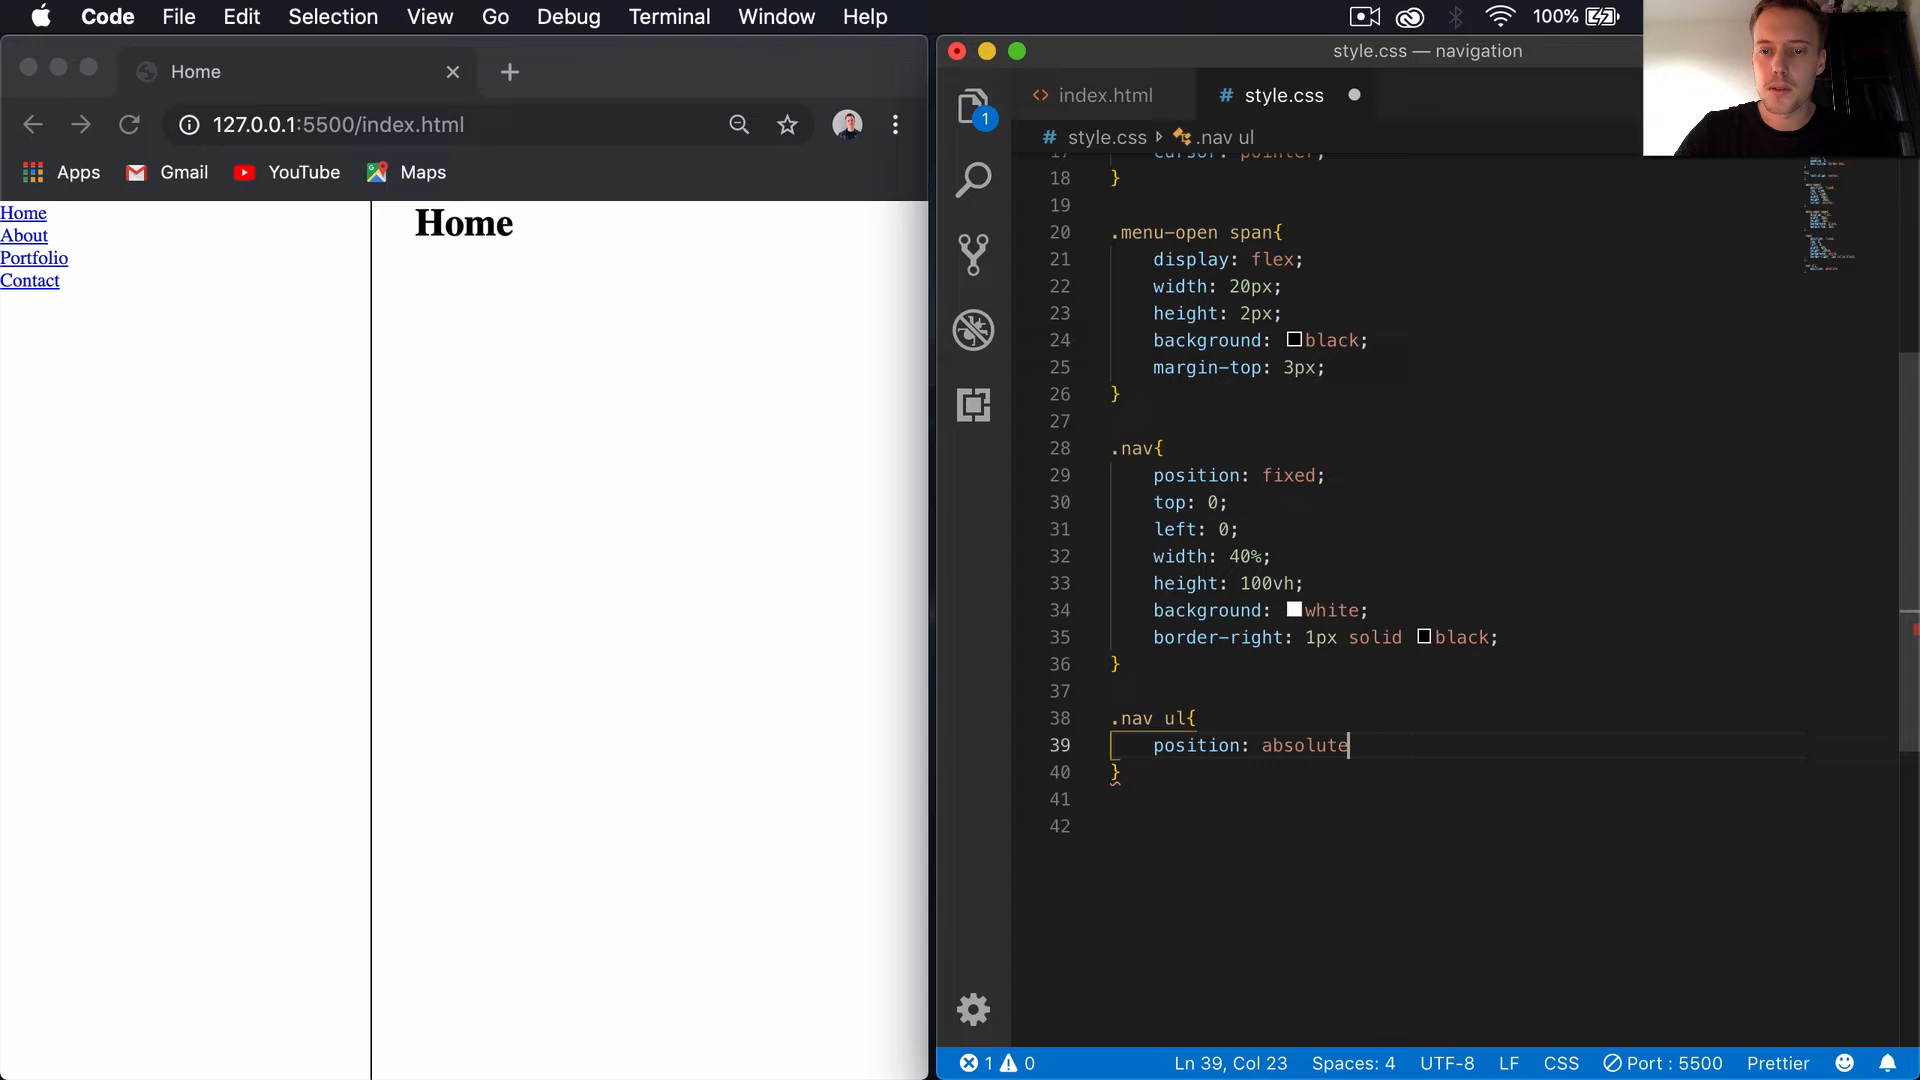 Code File Edit Selection View Go Debug Terminal Window Help 100%
Home
127.0.0.1:5500/index.html
Apps Gmail YouTube Maps
Home
About
Portfolio
Contact
Home
style.css — navigation
1
index.html # style.css
# style.css .nav ul
17 cursor: pointer;
18 }
19
20 .menu-open span{
21 display: flex;
22 width: 20px;
23 height: 2px;
24 background: black;
25 margin-top: 3px;
26 }
27
28 .nav{
29 position: fixed;
30 top: 0;
31 left: 0;
32 width: 40%;
33 height: 100vh;
34 background: white;
35 border-right: 1px solid black;
36 }
37
38 .nav ul{
39 position: absolute
40 }
41
42
1 0 Ln 39, Col 23 Spaces: 4 UTF-8 LF CSS Port : 5500 Prettier